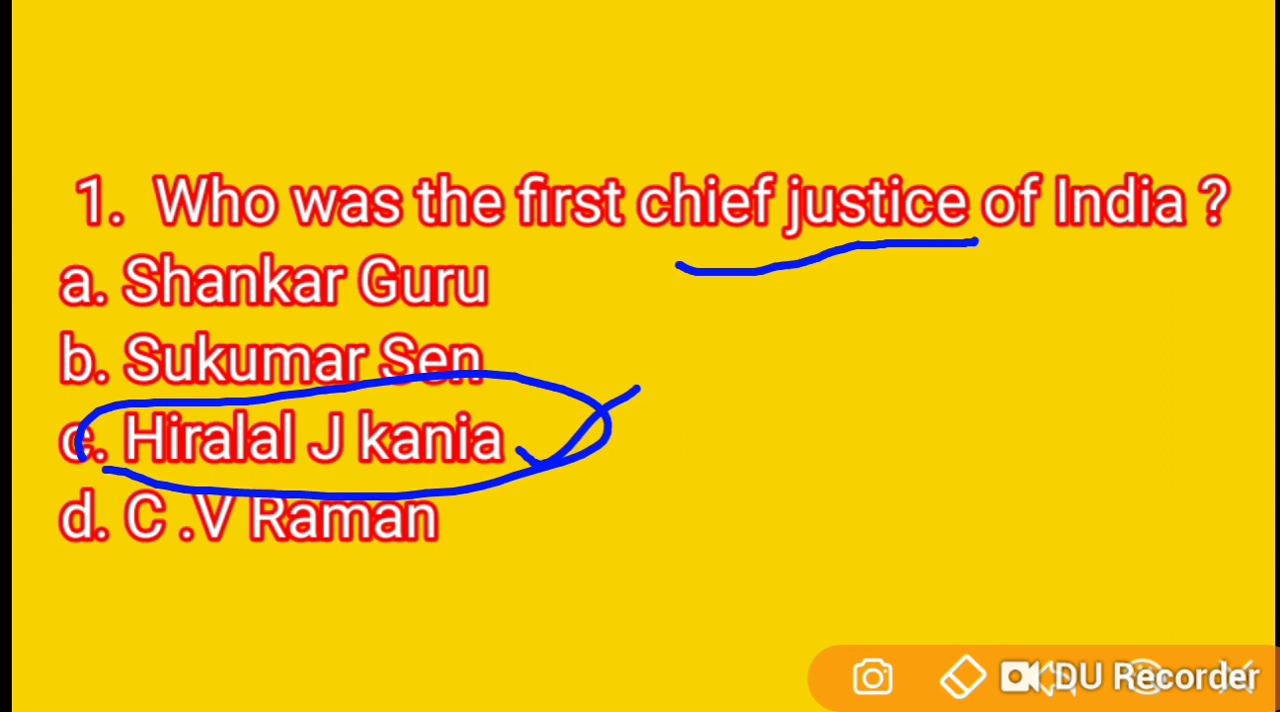 1. Who was the first chief justice of India ?
a. Shankar Guru
b. Sukumar Sen
c. Hiralal J kania
d. C .V Raman
DU Recorder